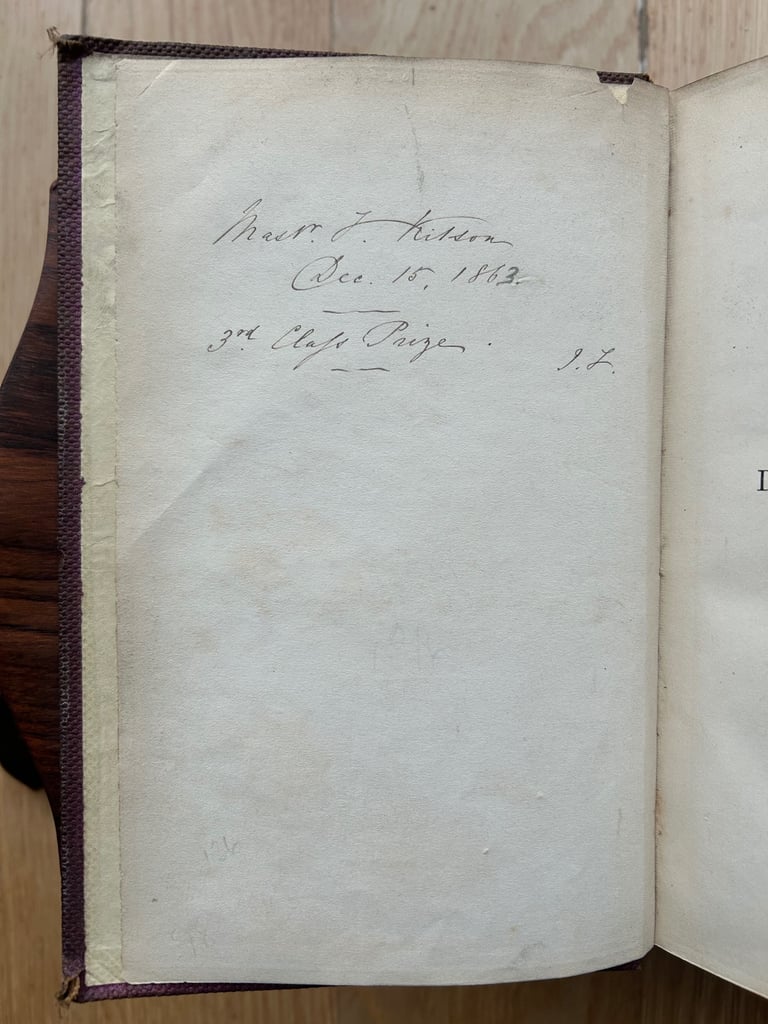 Mastr. F. Kitson
Dec. 15, 1863.
3rd Claſs Prize.
J. F.
D